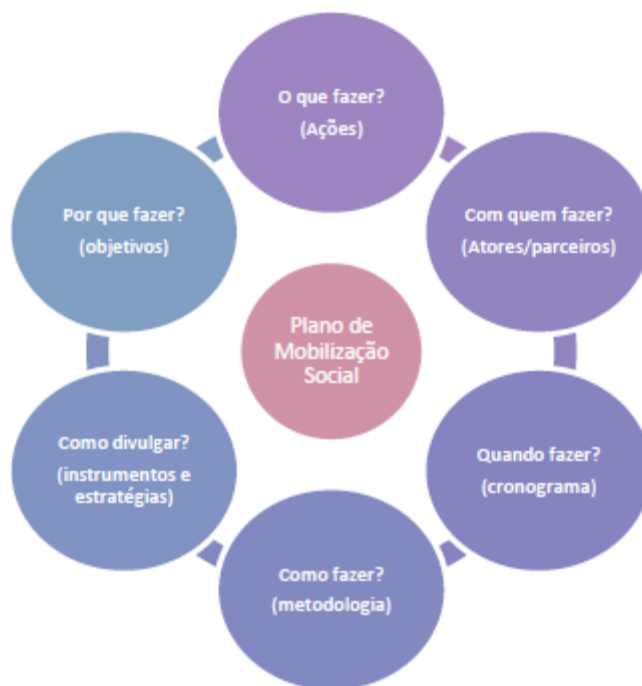 O que fazer?
(Ações)
Com quem fazer?
(Atores/parceiros)
Quando fazer?
(cronograma)
Como fazer?
(metodologia)
Como divulgar?
(instrumentos e
estratégias)
Por que fazer?
(objetivos)
Plano de
Mobilização
Social